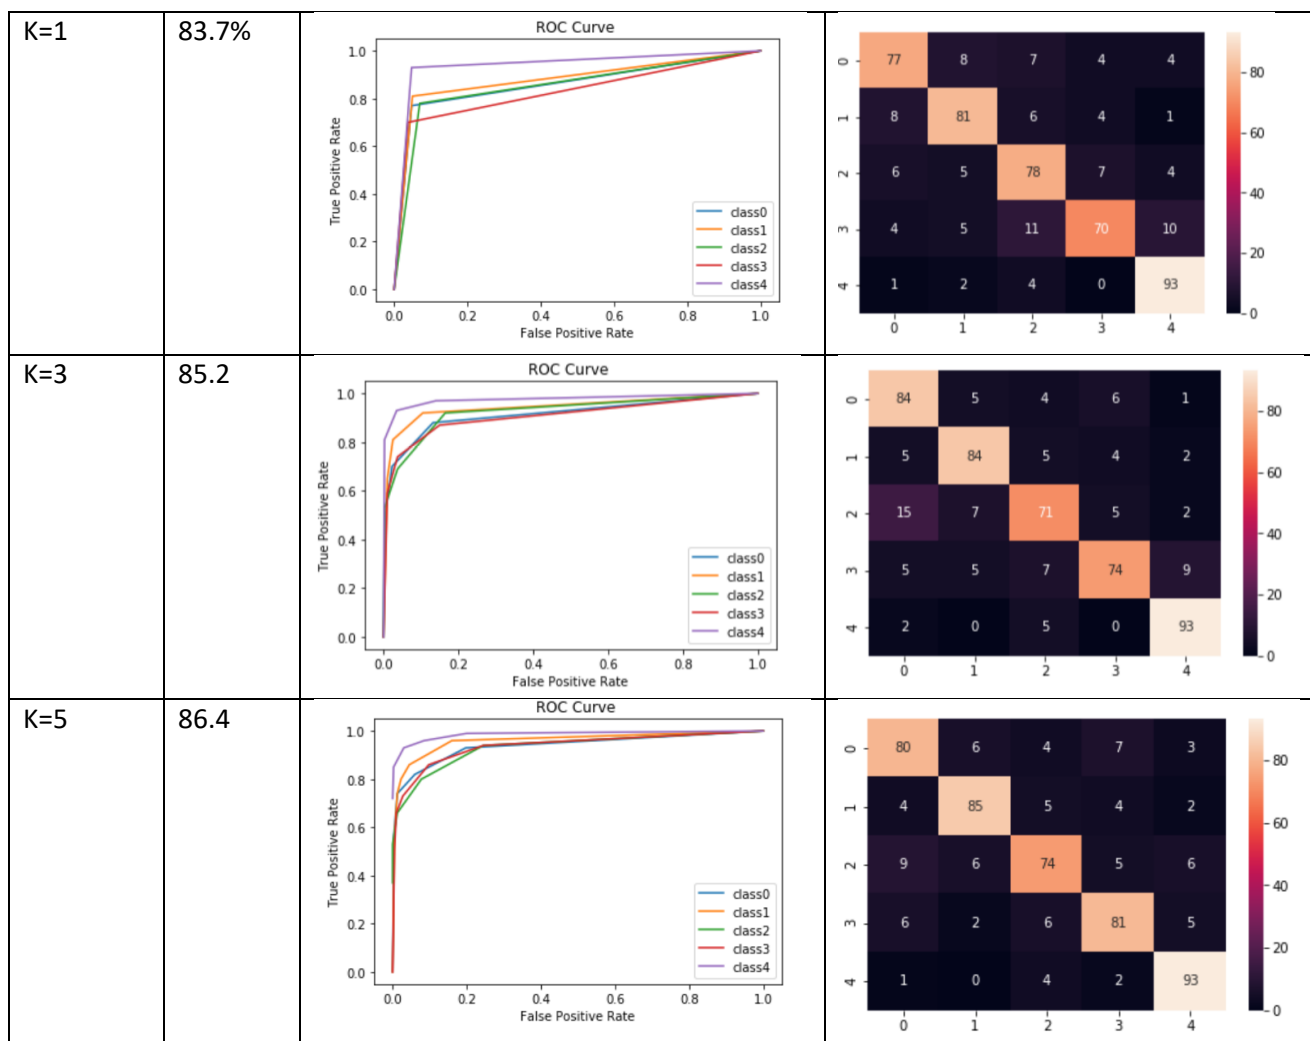 K=1
83.7%
ROC Curve
True Positive Rate
1.0
0.8
0.6
0.4
0.2
0.0
class0
class1
class2
class3
class4
0.0 0.2 0.4 0.6 0.8 1.0
False Positive Rate
0 77 8 7 4 4
1 8 81 6 4 1
2 6 5 78 7 4
3 4 5 11 70 10
4 1 2 4 0 93
0 1 2 3 4
80
60
40
20
0
K=3
85.2
ROC Curve
True Positive Rate
1.0
0.8
0.6
0.4
0.2
0.0
class0
class1
class2
class3
class4
0.0 0.2 0.4 0.6 0.8 1.0
False Positive Rate
0 84 5 4 6 1
1 5 84 5 4 2
2 15 7 71 5 2
3 5 5 7 74 9
4 2 0 5 0 93
0 1 2 3 4
80
60
40
20
0
K=5
86.4
ROC Curve
True Positive Rate
1.0
0.8
0.6
0.4
0.2
0.0
class0
class1
class2
class3
class4
0.0 0.2 0.4 0.6 0.8 1.0
False Positive Rate
0 80 6 4 7 3
1 4 85 5 4 2
2 9 6 74 5 6
3 6 2 6 81 5
4 1 0 4 2 93
0 1 2 3 4
80
60
40
20
0